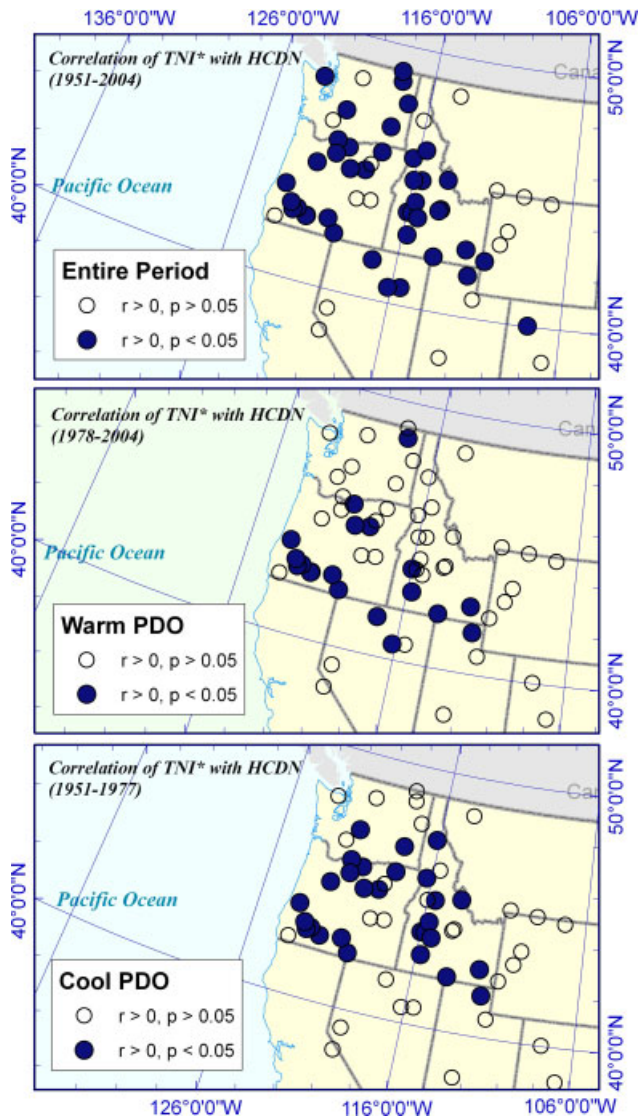 126°0'0"W 116°0'0"W 106°0'0"W
Correlation of TNI* with HCDN
(1951-2004)
Cana
50°0'0"N
40°0'0"N
Pacific Ocean
Entire Period
r > 0, p > 0.05
r > 0, p < 0.05
40°0'0"N
Correlation of TNI* with HCDN
(1978-2004)
Can
50°0'0"N
40°0'0"N
Pacific Ocean
Warm PDO
r > 0, p > 0.05
r > 0, p < 0.05
40°0'0"N
Correlation of TNI* with HCDN
(1951-1977)
Ca
50°0'0"N
40°0'0"N
Pacific Ocean
Cool PDO
r > 0, p > 0.05
r > 0, p < 0.05
40°0'0"N
126°0'0"W 116°0'0"W 106°0'0"W